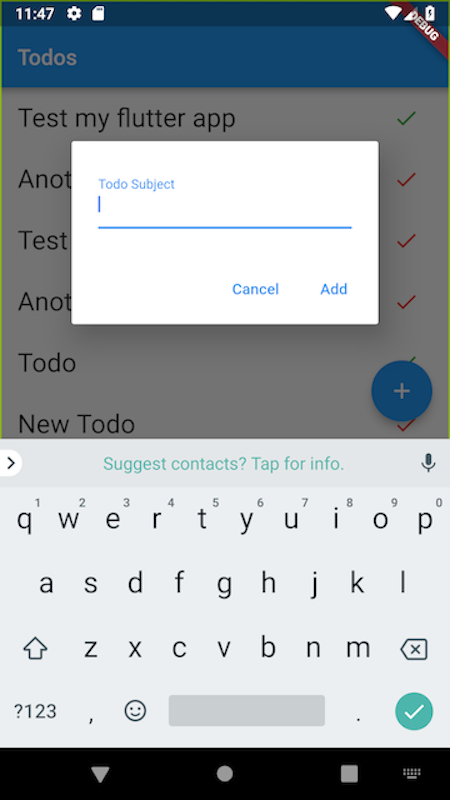 11:47
DEBUG
Todos
Test my flutter app
Anot
Todo Subject
Test
Anot
Cancel Add
Todo
+
New Todo
Suggest contacts? Tap for info.
1 2 3 4 5 6 7 8 9 0
q w e r t y u i o p
a s d f g h j k l
z x c v b n m
?123 , .